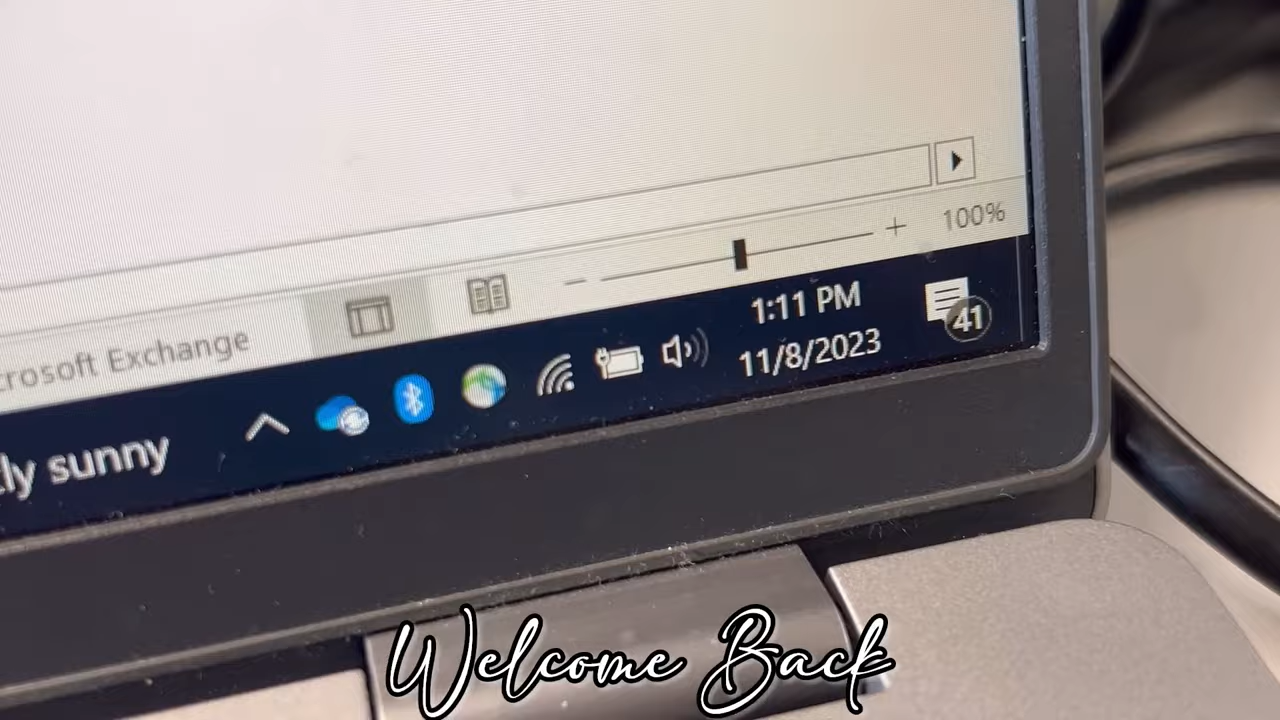 100%
crosoft Exchange
1:11 PM
41
ly sunny
11/8/2023
Welcome Back